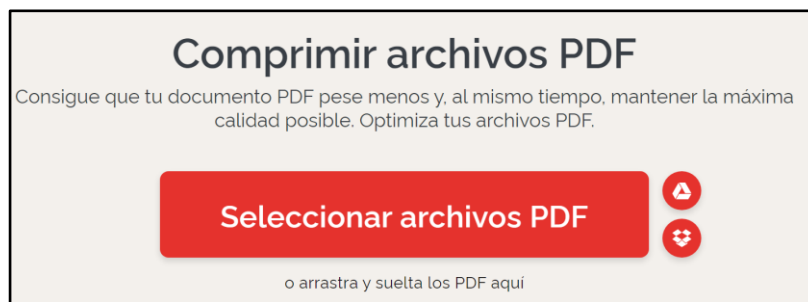 Comprimir archivos PDF
Consigue que tu documento PDF pese menos y, al mismo tiempo, mantener la máxima
calidad posible. Optimiza tus archivos PDF.
Seleccionar archivos PDF
o arrastra y suelta los PDF aquí